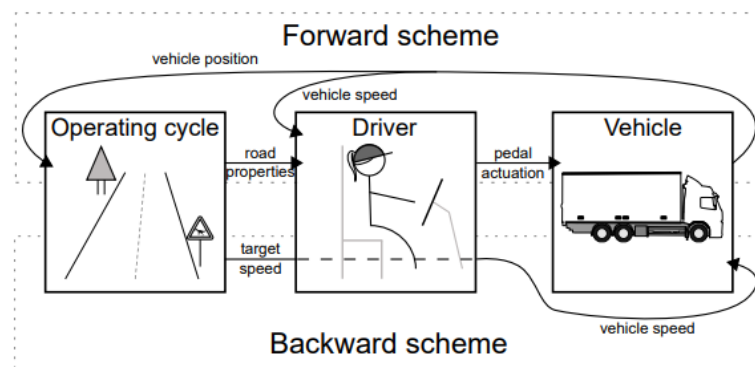 Forward scheme
vehicle position
vehicle speed
Operating cycle
Driver
Vehicle
road
properties
pedal
actuation
target
speed
vehicle speed
Backward scheme